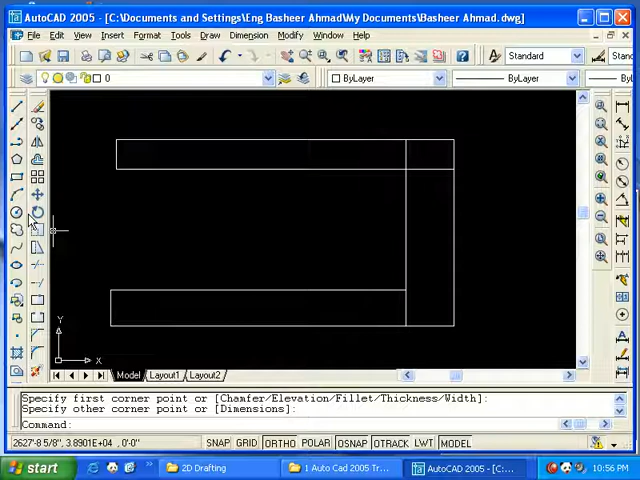 AutoCAD 2005 - [C:\Documents and Settings\Eng Basheer Ahmad\My Documents\Basheer Ahmad.dwg]
File Edit View Insert Format Tools Draw Dimension Modify Window Help
Standard
0 ByLayer ByLayer ByL
Y
X
Model Layout1 Layout2
Specify first corner point or [Chamfer/Elevation/Fillet/Thickness/Width]:
Specify other corner point or [Dimensions]:
Command:
2627'-8 5/8", 3.8901E+04 , 0'-0" SNAP GRID ORTHO POLAR OSNAP OTRACK LWT MODEL
start 2D Drafting 1 Auto Cad 2005 Tr... AutoCAD 2005 - [C:... 10:56 PM